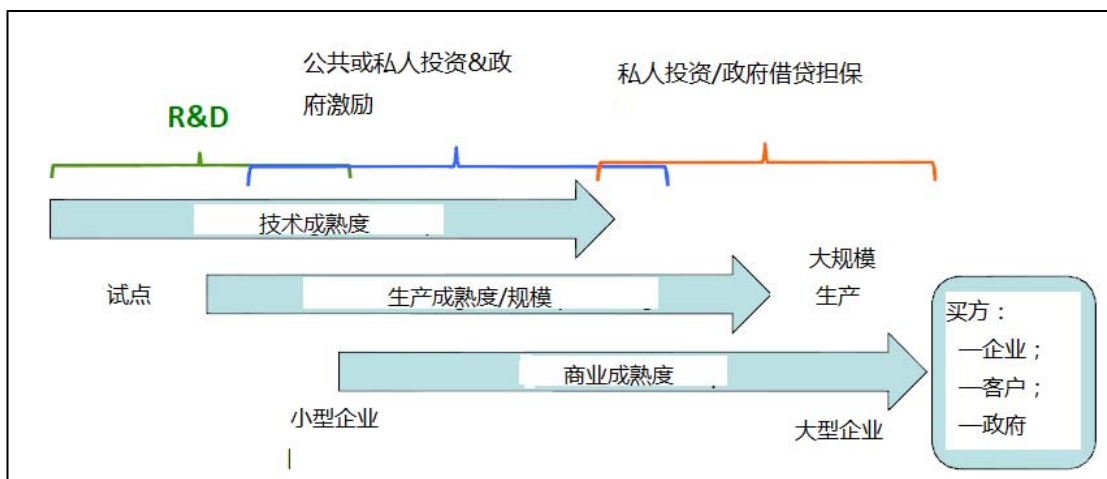 公共或私人投资&政
府激励
私人投资/政府借贷担保
R&D
技术成熟度
试点
生产成熟度/规模
大规模
生产
买方：
—企业；
—客户；
—政府
商业成熟度
小型企业
大型企业